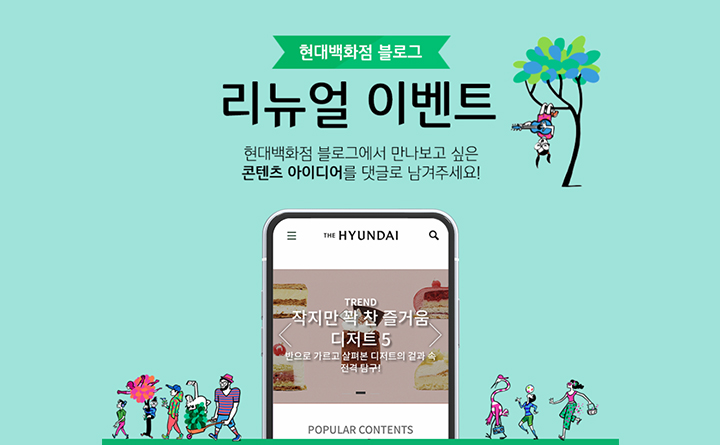 현대백화점 블로그
리뉴얼 이벤트
현대백화점 블로그에서 만나보고 싶은
콘텐츠 아이디어를 댓글로 남겨주세요!
THE HYUNDAI
TREND
작지만 꽉 찬 즐거움
디저트 5
반으로 가르고 살펴본 디저트의 겉과 속
전격 탐구!
POPULAR CONTENTS